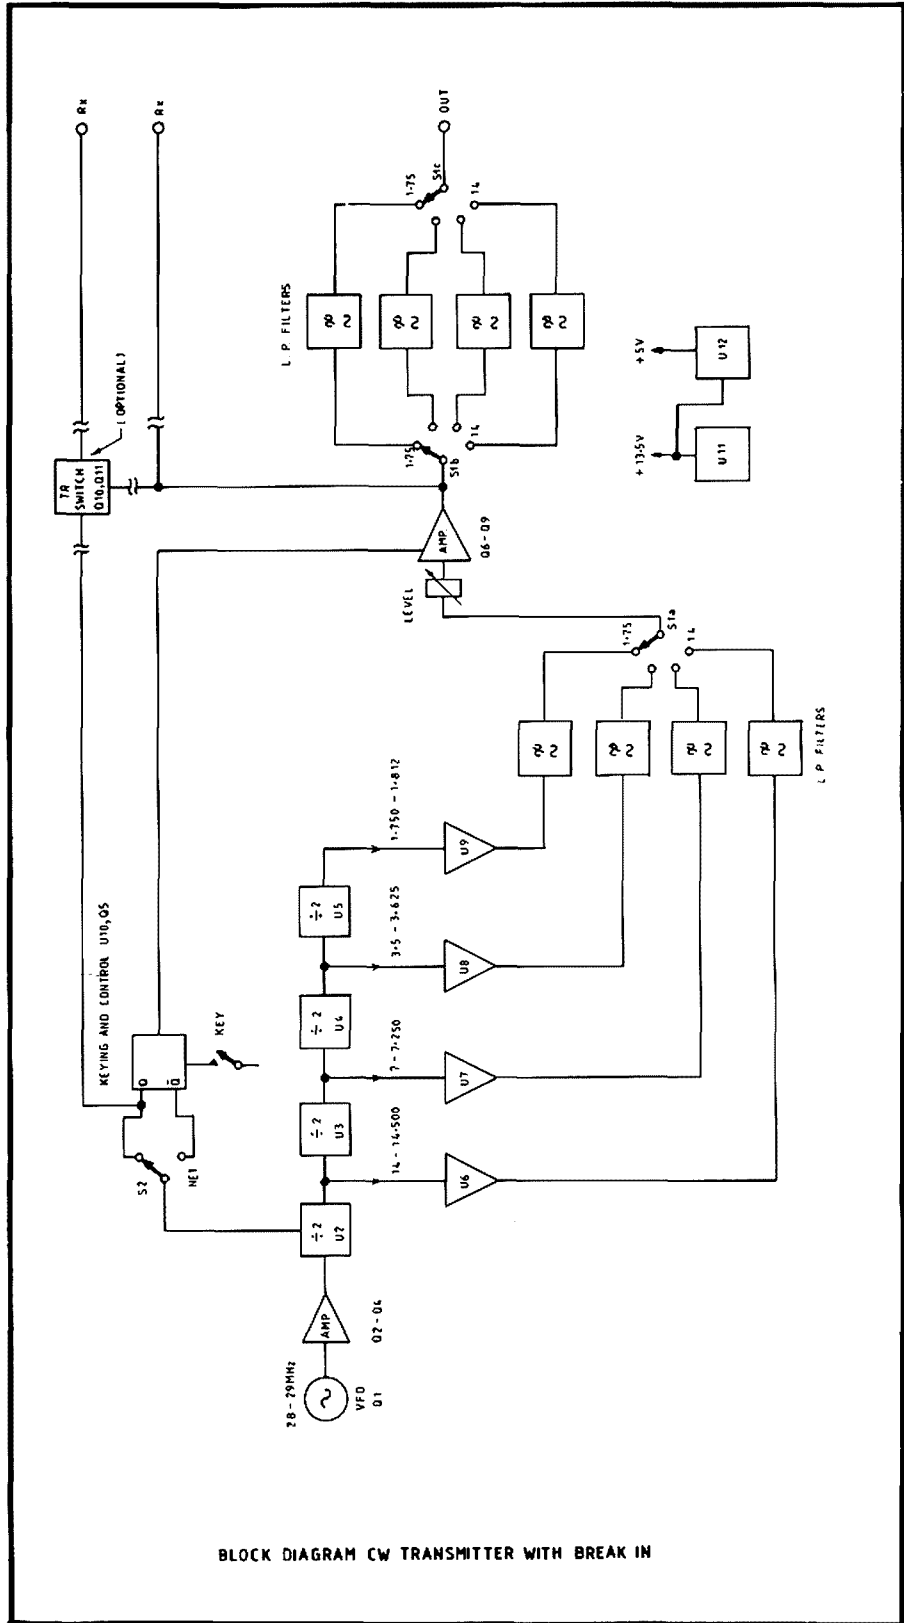 Rx
Rx
TR
SWITCH
Q10,Q11
(OPTIONAL)
KEYING AND CONTROL U10,Q5
Q
Q̅
KEY
S2
NE1
28 - 29MHz
VFO
Q1
AMP
Q2 - Q4
÷ 2
U2
÷ 2
U3
÷ 2
U4
÷ 2
U5
14 - 14·500
7 - 7·250
3·5 - 3·625
1·750 - 1·812
U6
U7
U8
U9
L P FILTERS
1·75
14
S1a
LEVEL
AMP.
Q6 - Q9
1·75
14
S1b
L. P. FILTERS
1·75
14
S1c
OUT
+ 13·5V
+5V
U11
U12
BLOCK DIAGRAM CW TRANSMITTER WITH BREAK IN